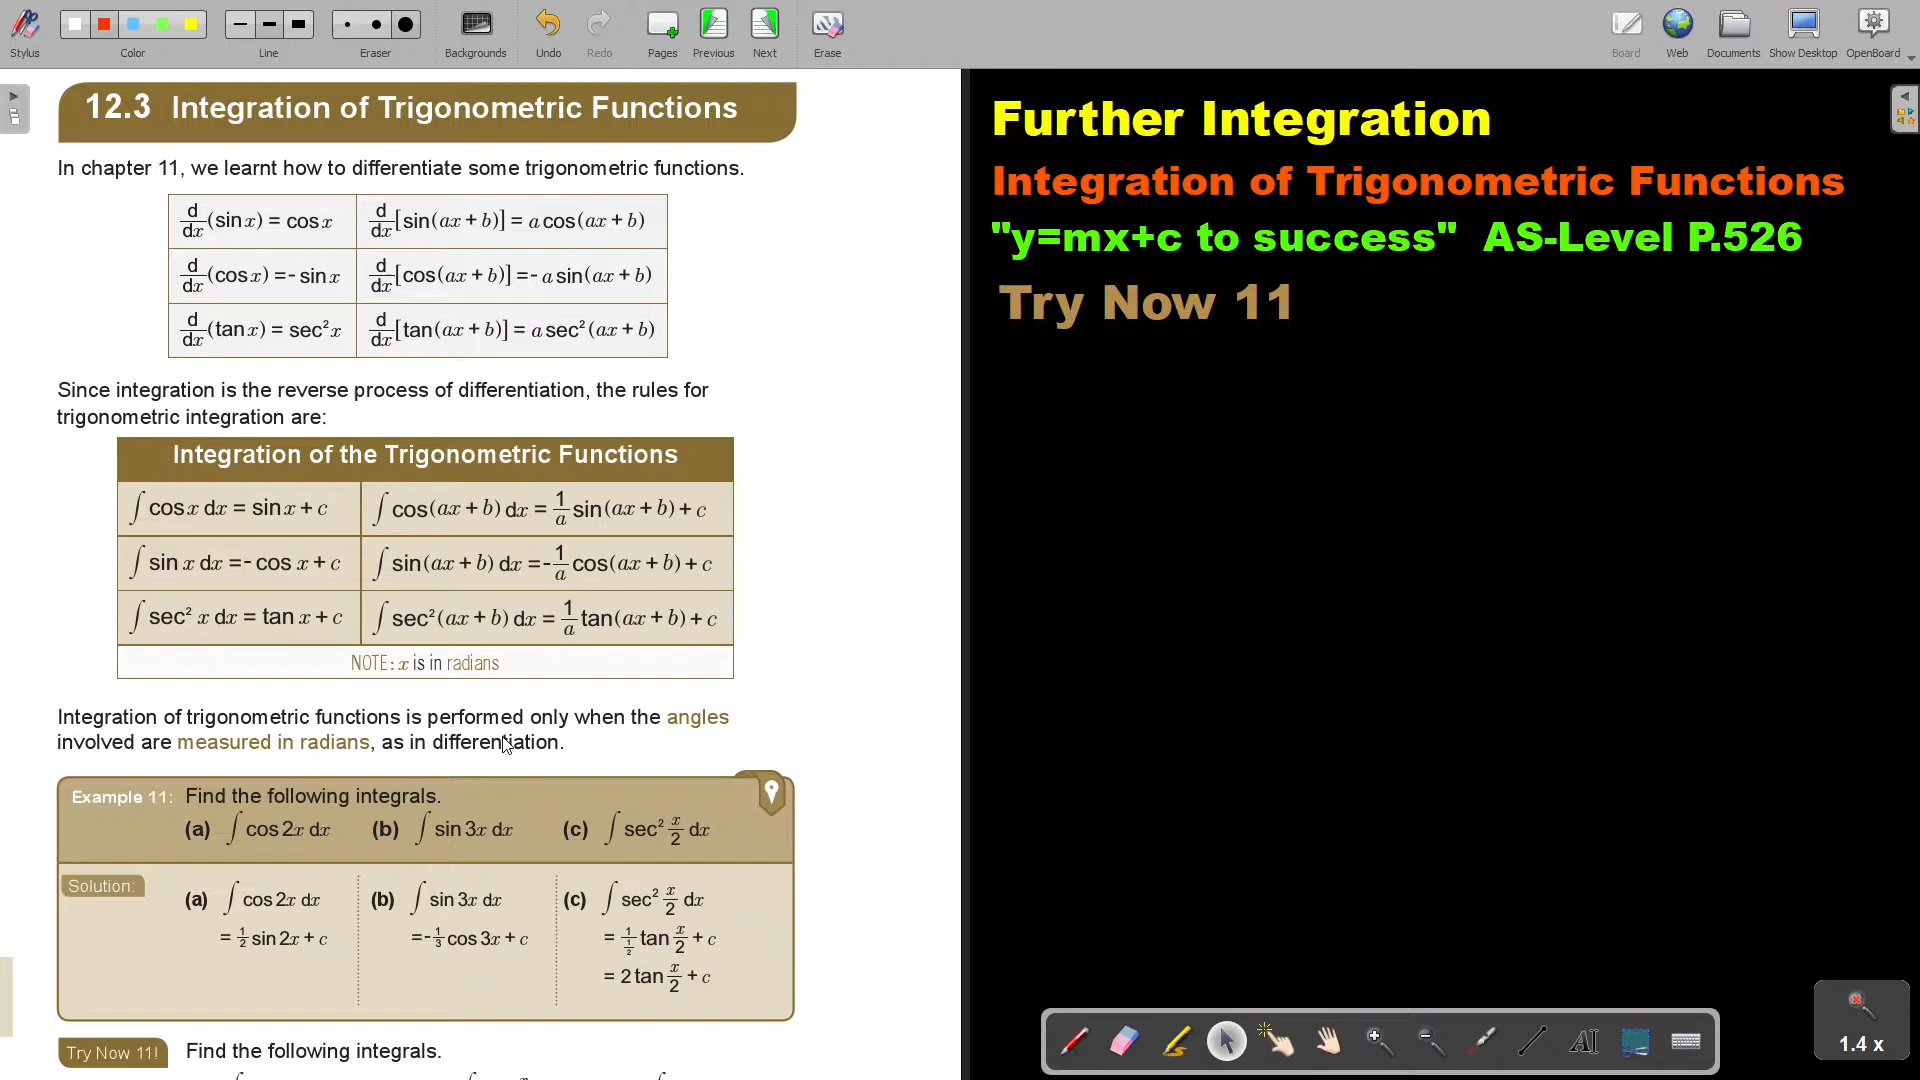 Stylus
Color
Line
Eraser
Backgrounds
Undo
Redo
Pages
Previous
Next
Erase
Board
Web
Documents
Show Desktop
OpenBoard
12.3 Integration of Trigonometric Functions
In chapter 11, we learnt how to differentiate some trigonometric functions.
d/dx (sin x) = cos x
d/dx [sin(ax + b)] = a cos(ax + b)
d/dx (cos x) = - sin x
d/dx [cos(ax + b)] = - a sin(ax + b)
d/dx (tan x) = sec² x
d/dx [tan(ax + b)] = a sec² (ax + b)
Since integration is the reverse process of differentiation, the rules for
trigonometric integration are:
Integration of the Trigonometric Functions
∫ cos x dx = sin x + c
∫ cos(ax + b) dx = 1/a sin(ax + b) + c
∫ sin x dx = - cos x + c
∫ sin(ax + b) dx = - 1/a cos(ax + b) + c
∫ sec² x dx = tan x + c
∫ sec² (ax + b) dx = 1/a tan(ax + b) + c
NOTE: x is in radians
Integration of trigonometric functions is performed only when the angles
involved are measured in radians, as in differentiation.
Example 11: Find the following integrals.
(a) ∫ cos 2x dx (b) ∫ sin 3x dx (c) ∫ sec² x/2 dx
Solution:
(a) ∫ cos 2x dx
= 1/2 sin 2x + c
(b) ∫ sin 3x dx
= - 1/3 cos 3x + c
(c) ∫ sec² x/2 dx
= 1/(1/2) tan x/2 + c
= 2 tan x/2 + c
Try Now 11! Find the following integrals.
Further Integration
Integration of Trigonometric Functions
"y=mx+c to success" AS-Level P.526
Try Now 11
1.4 x